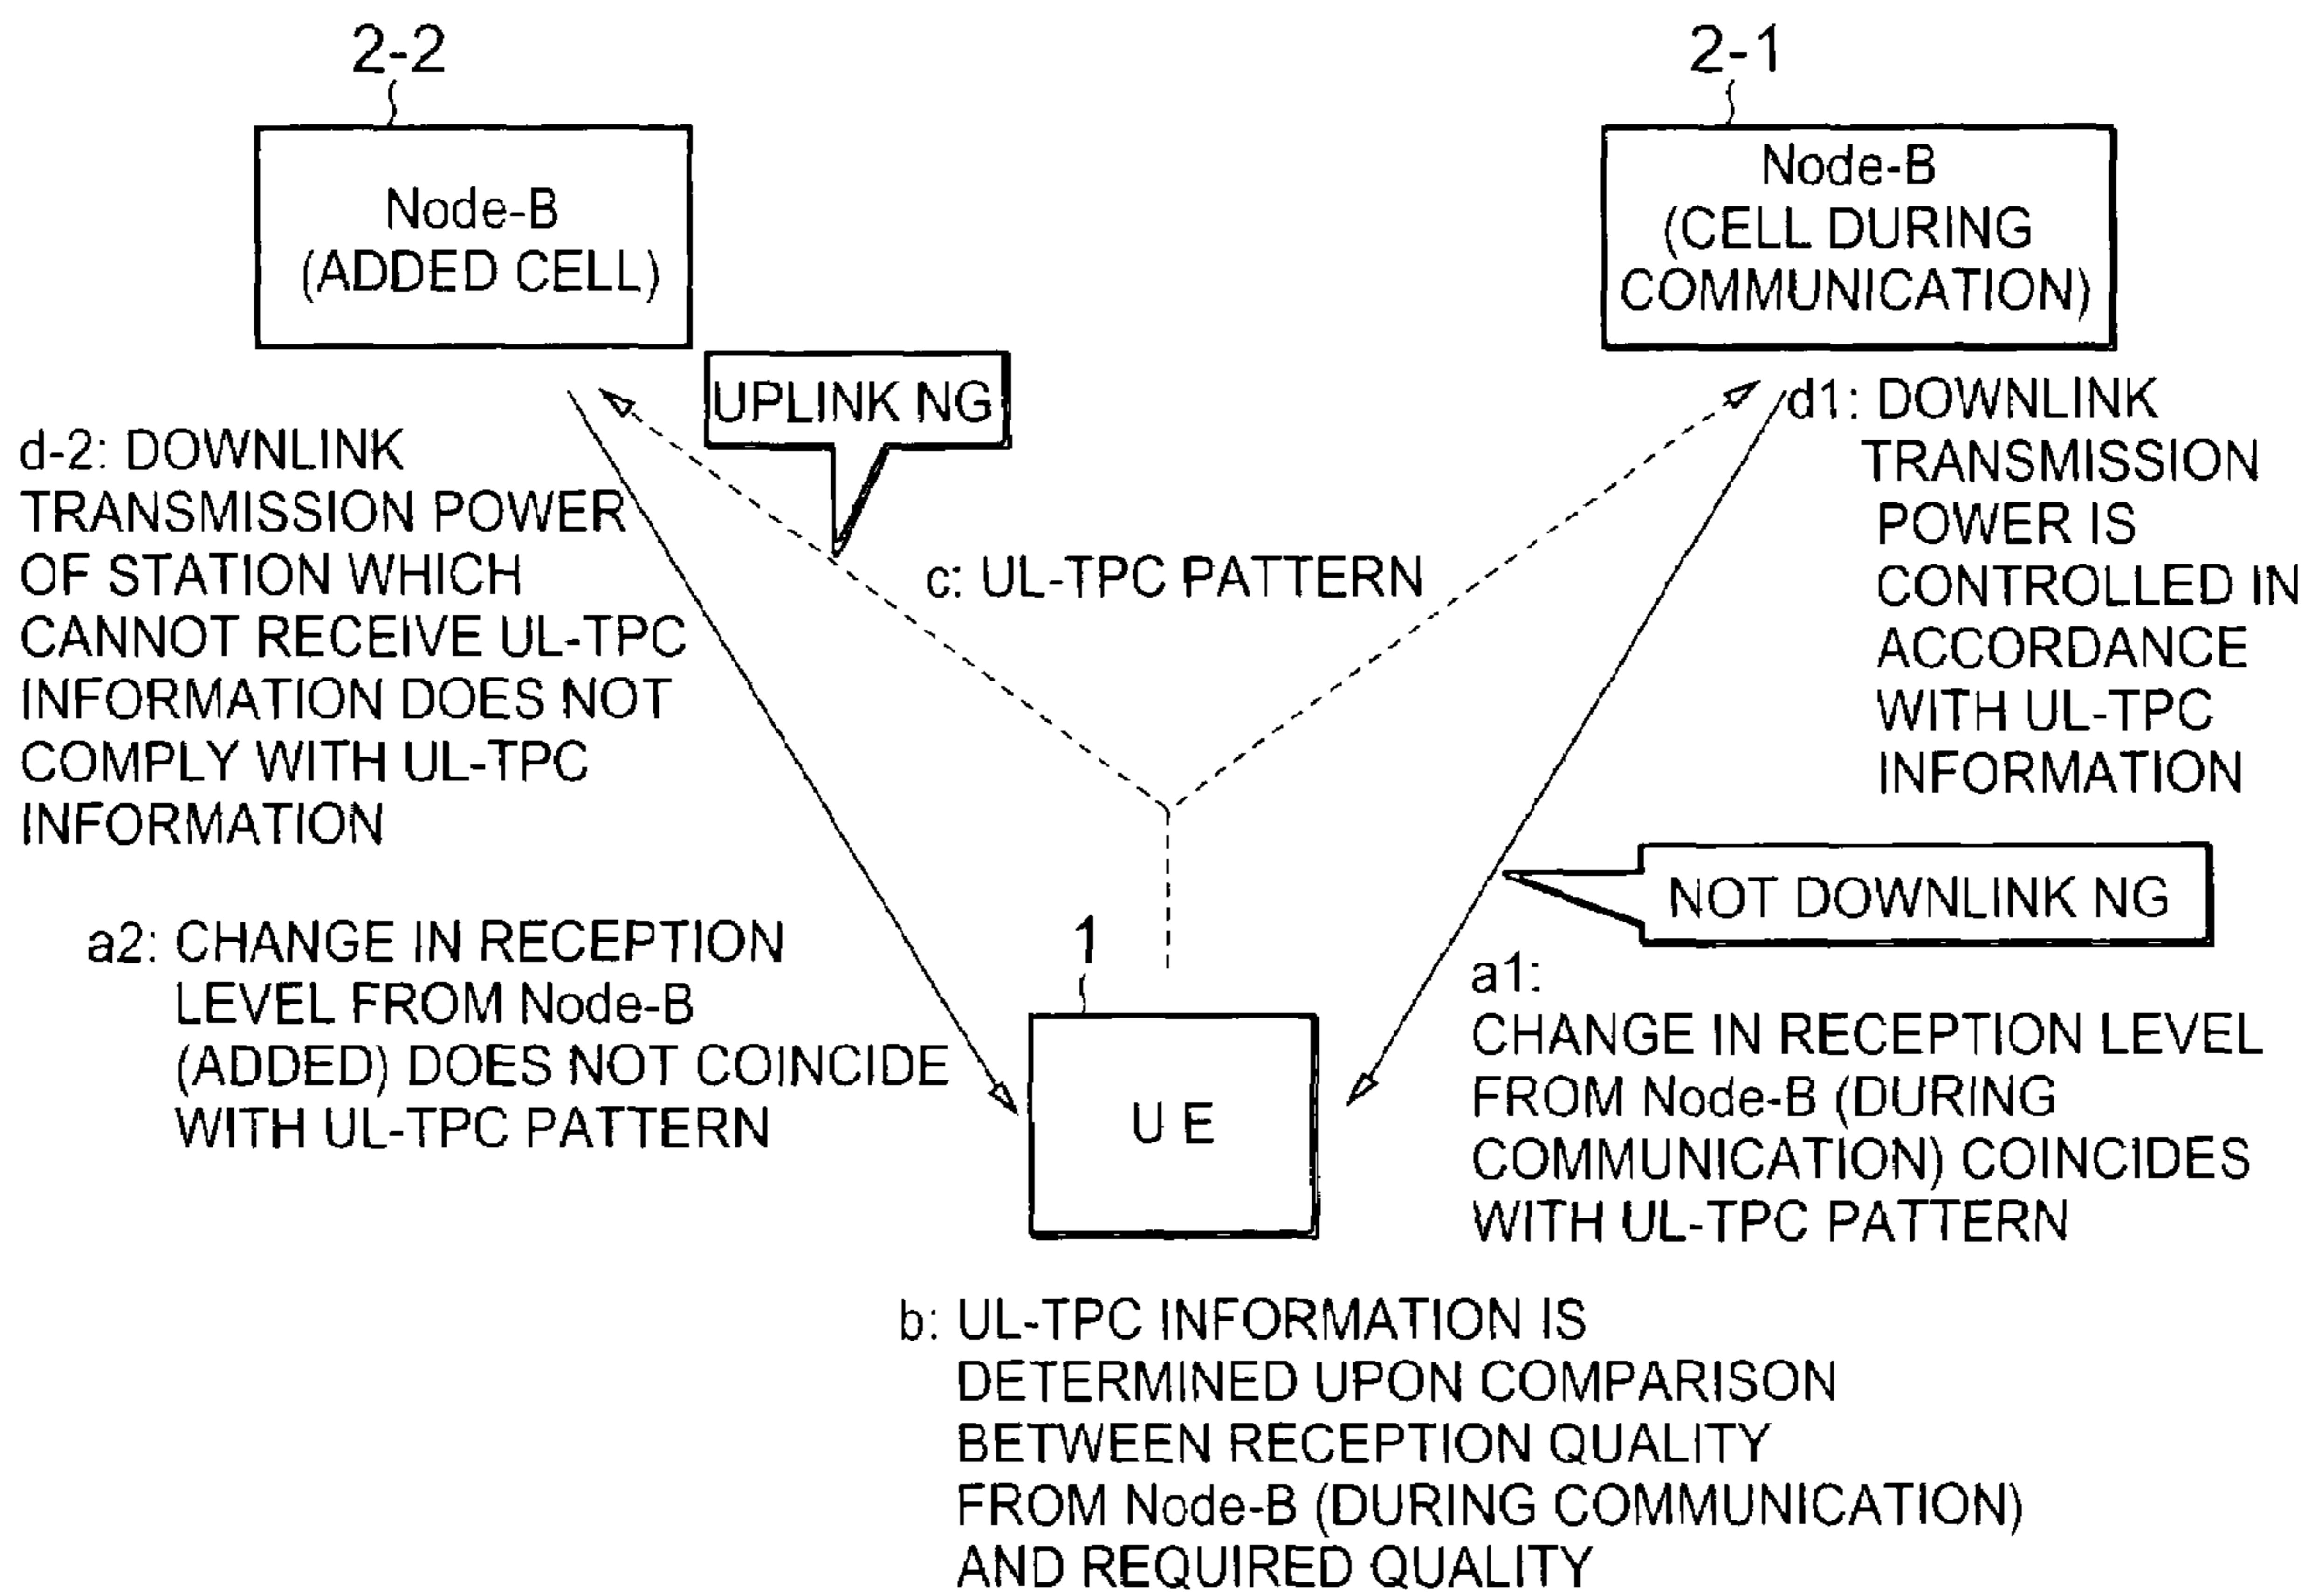 2-2
2-1
Node-B
(ADDED CELL)
Node-B
(CELL DURING
COMMUNICATION)
UPLINK NG
d-2: DOWNLINK
TRANSMISSION POWER
OF STATION WHICH
CANNOT RECEIVE UL-TPC
INFORMATION DOES NOT
COMPLY WITH UL-TPC
INFORMATION
c: UL-TPC PATTERN
d1: DOWNLINK
TRANSMISSION
POWER IS
CONTROLLED IN
ACCORDANCE
WITH UL-TPC
INFORMATION
NOT DOWNLINK NG
a2: CHANGE IN RECEPTION
LEVEL FROM Node-B
(ADDED) DOES NOT COINCIDE
WITH UL-TPC PATTERN
1
UE
a1:
CHANGE IN RECEPTION LEVEL
FROM Node-B (DURING
COMMUNICATION) COINCIDES
WITH UL-TPC PATTERN
b: UL-TPC INFORMATION IS
DETERMINED UPON COMPARISON
BETWEEN RECEPTION QUALITY
FROM Node-B (DURING COMMUNICATION)
AND REQUIRED QUALITY